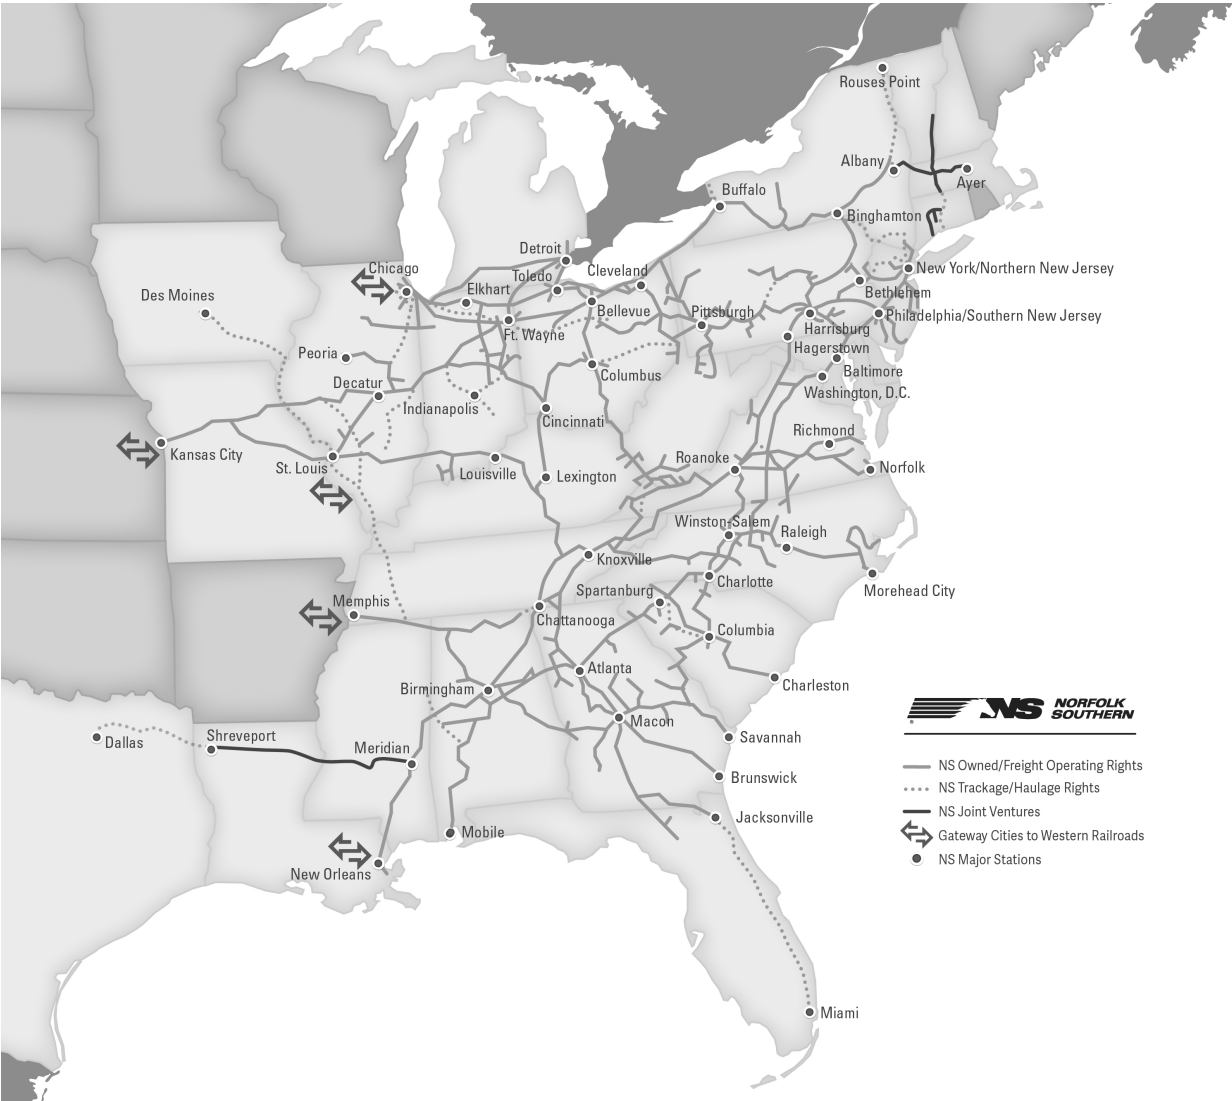 Rouses Point
Albany
Ayer
Buffalo
Binghamton
Detroit
Chicago
Toledo
Cleveland
New York/Northern New Jersey
Elkhart
Des Moines
Bethlehem
Bellevue
Pittsburgh
Philadelphia/Southern New Jersey
Ft. Wayne
Harrisburg
Peoria
Hagerstown
Columbus
Baltimore
Decatur
Washington, D.C.
Indianapolis
Cincinnati
Richmond
Kansas City
St. Louis
Roanoke
Louisville
Lexington
Norfolk
Winston-Salem
Raleigh
Knoxville
Charlotte
Spartanburg
Morehead City
Memphis
Chattanooga
Columbia
Atlanta
Birmingham
Charleston
Macon
Dallas
Shreveport
Meridian
Savannah
Brunswick
Jacksonville
Mobile
New Orleans
Miami
NS NORFOLK
SOUTHERN
NS Owned/Freight Operating Rights
NS Trackage/Haulage Rights
NS Joint Ventures
Gateway Cities to Western Railroads
NS Major Stations